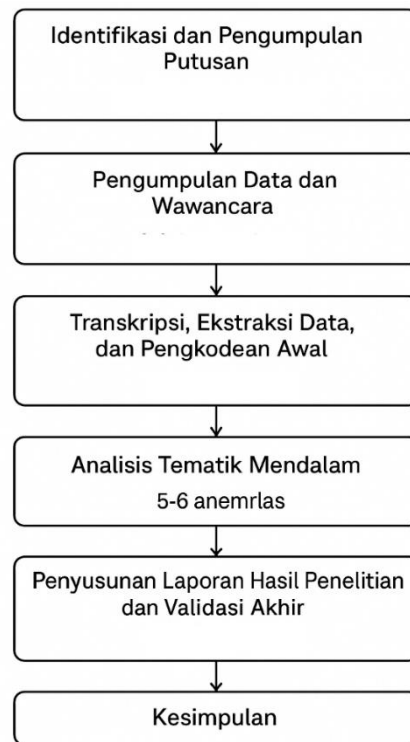 Identifikasi dan Pengumpulan
Putusan
Pengumpulan Data dan
Wawancara
Transkripsi, Ekstraksi Data,
dan Pengkodean Awal
Analisis Tematik Mendalam
5-6 anemrlas
Penyusunan Laporan Hasil Penelitian
dan Validasi Akhir
Kesimpulan